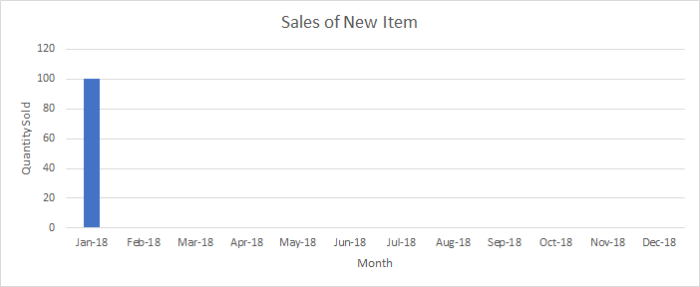 Sales of New Item
120
100
80
60
40
20
0
Quantity Sold
Jan-18 Feb-18 Mar-18 Apr-18 May-18 Jun-18 Jul-18 Aug-18 Sep-18 Oct-18 Nov-18 Dec-18
Month